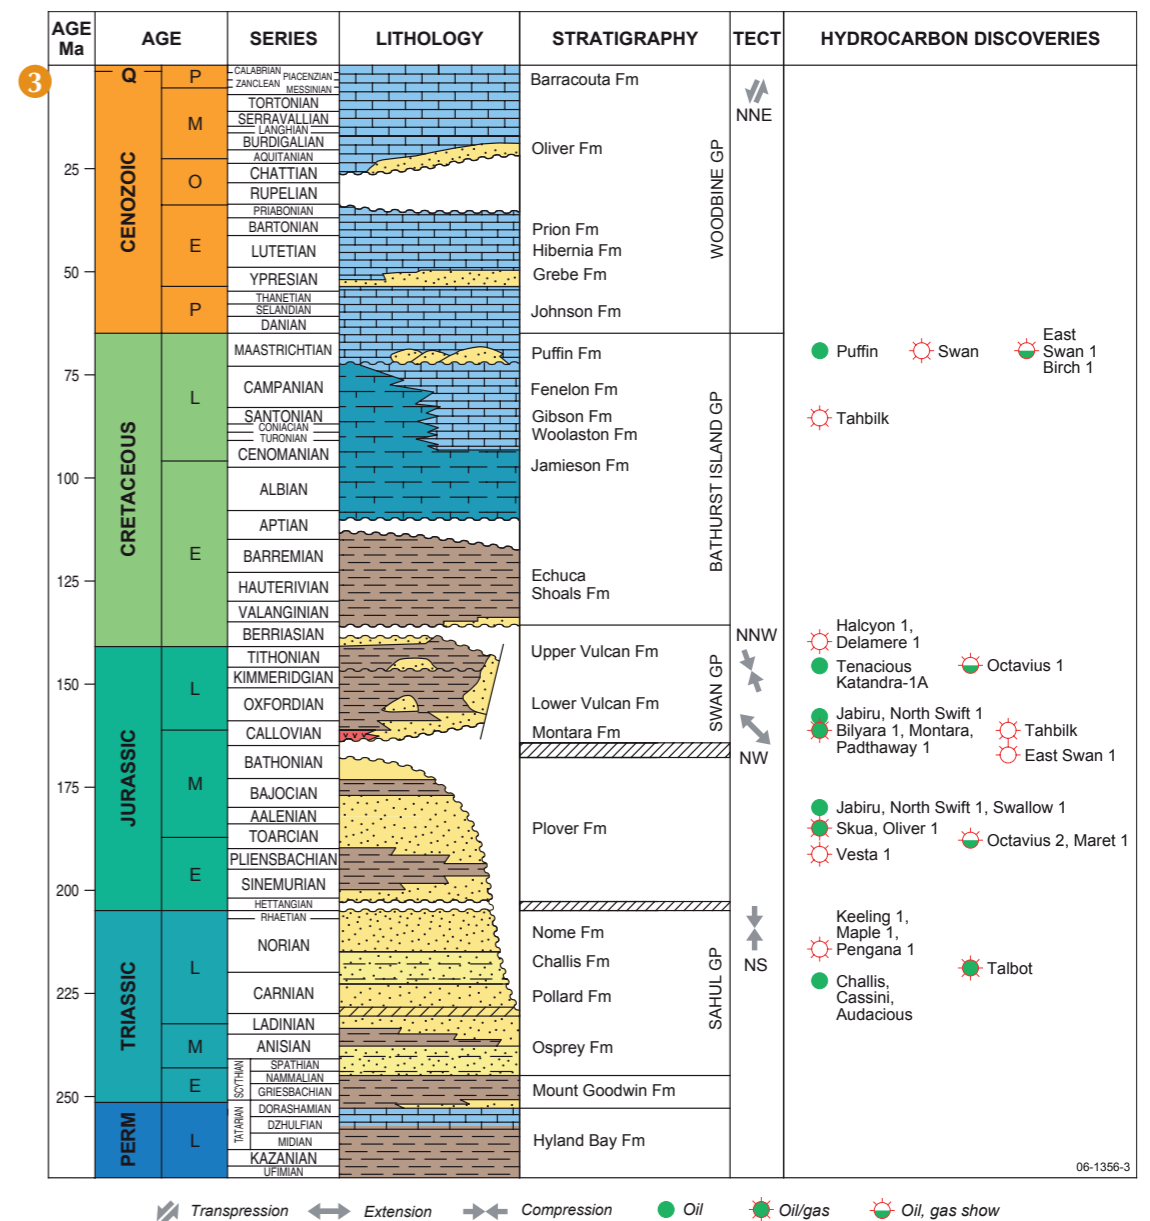 3
AGE Ma
AGE
SERIES
LITHOLOGY
STRATIGRAPHY
TECT
HYDROCARBON DISCOVERIES
25
50
75
100
125
150
175
200
225
250
CENOZOIC
CRETACEOUS
JURASSIC
TRIASSIC
PERM
Q
P
M
O
E
P
L
E
L
M
E
L
M
E
L
CALABRIAN
PIACENZIAN
ZANCLEAN
MESSINIAN
TORTONIAN
SERRAVALLIAN
LANGHIAN
BURDIGALIAN
AQUITANIAN
CHATTIAN
RUPELIAN
PRIABONIAN
BARTONIAN
LUTETIAN
YPRESIAN
THANETIAN
SELANDIAN
DANIAN
MAASTRICHTIAN
CAMPANIAN
SANTONIAN
CONIACIAN
TURONIAN
CENOMANIAN
ALBIAN
APTIAN
BARREMIAN
HAUTERIVIAN
VALANGINIAN
BERRIASIAN
TITHONIAN
KIMMERIDGIAN
OXFORDIAN
CALLOVIAN
BATHONIAN
BAJOCIAN
AALENIAN
TOARCIAN
PLIENSBACHIAN
SINEMURIAN
HETTANGIAN
RHAETIAN
NORIAN
CARNIAN
LADINIAN
ANISIAN
SCYTHIAN
SPATHIAN
NAMMALIAN
GRIESBACHIAN
TATARIAN
DORASHAMIAN
DZHULFIAN
MIDIAN
KAZANIAN
UFIMIAN
v v v
Barracouta Fm
Oliver Fm
Prion Fm
Hibernia Fm
Grebe Fm
Johnson Fm
Puffin Fm
Fenelon Fm
Gibson Fm
Woolaston Fm
Jamieson Fm
Echuca
Shoals Fm
Upper Vulcan Fm
Lower Vulcan Fm
Montara Fm
Plover Fm
Nome Fm
Challis Fm
Pollard Fm
Osprey Fm
Mount Goodwin Fm
Hyland Bay Fm
WOODBINE GP
BATHURST ISLAND GP
SWAN GP
SAHUL GP
NNE
NNW
NW
NS
Puffin
Swan
East
Swan 1
Birch 1
Tahbilk
Halcyon 1,
Delamere 1
Tenacious
Katandra-1A
Octavius 1
Jabiru, North Swift 1
Bilyara 1, Montara,
Padthaway 1
Tahbilk
East Swan 1
Jabiru, North Swift 1, Swallow 1
Skua, Oliver 1
Octavius 2, Maret 1
Vesta 1
Keeling 1,
Maple 1,
Pengana 1
Talbot
Challis,
Cassini,
Audacious
06-1356-3
Transpression
Extension
Compression
Oil
Oil/gas
Oil, gas show